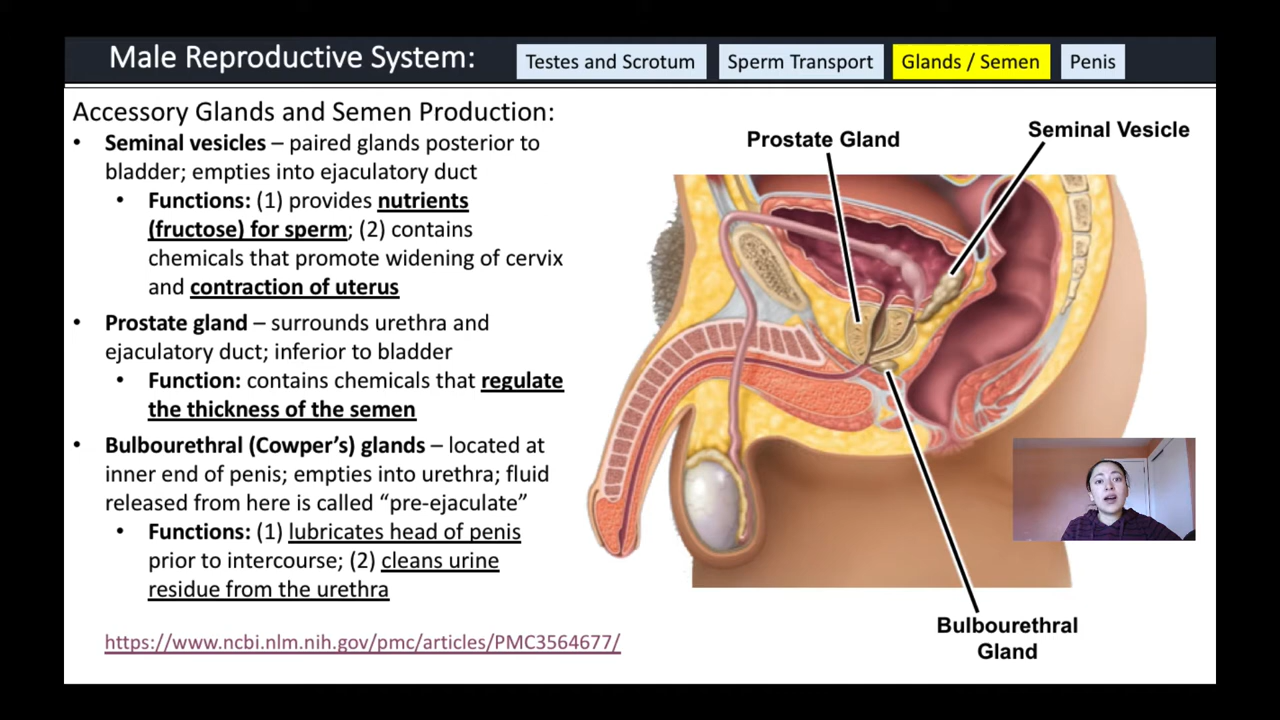 Male Reproductive System:
Testes and Scrotum
Sperm Transport
Glands / Semen
Penis
Accessory Glands and Semen Production:
• Seminal vesicles – paired glands posterior to
bladder; empties into ejaculatory duct
• Functions: (1) provides nutrients
(fructose) for sperm; (2) contains
chemicals that promote widening of cervix
and contraction of uterus
• Prostate gland – surrounds urethra and
ejaculatory duct; inferior to bladder
• Function: contains chemicals that regulate
the thickness of the semen
• Bulbourethral (Cowper’s) glands – located at
inner end of penis; empties into urethra; fluid
released from here is called “pre-ejaculate”
• Functions: (1) lubricates head of penis
prior to intercourse; (2) cleans urine
residue from the urethra
https://www.ncbi.nlm.nih.gov/pmc/articles/PMC3564677/
Prostate Gland
Seminal Vesicle
Bulbourethral
Gland